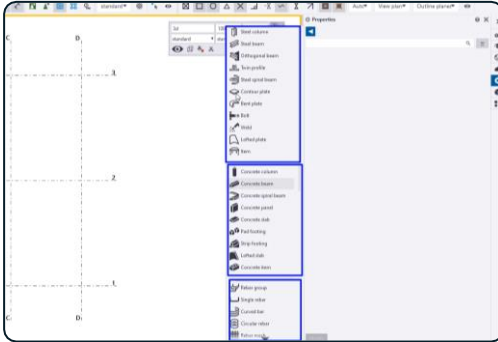 standard
Auto
View plan
Outline planes
Properties
standard
C
D
Steel column
Steel beam
Orthogonal beam
Twin profile
Steel spiral beam
Contour plate
Bent plate
Bolt
Weld
Lofted plate
Item
3
2
1
C
D
Concrete column
Concrete beam
Concrete spiral beam
Concrete panel
Concrete slab
Pad footing
Strip footing
Lofted slab
Concrete item
Rebar group
Single rebar
Curved bar
Circular rebar
Rebar mesh